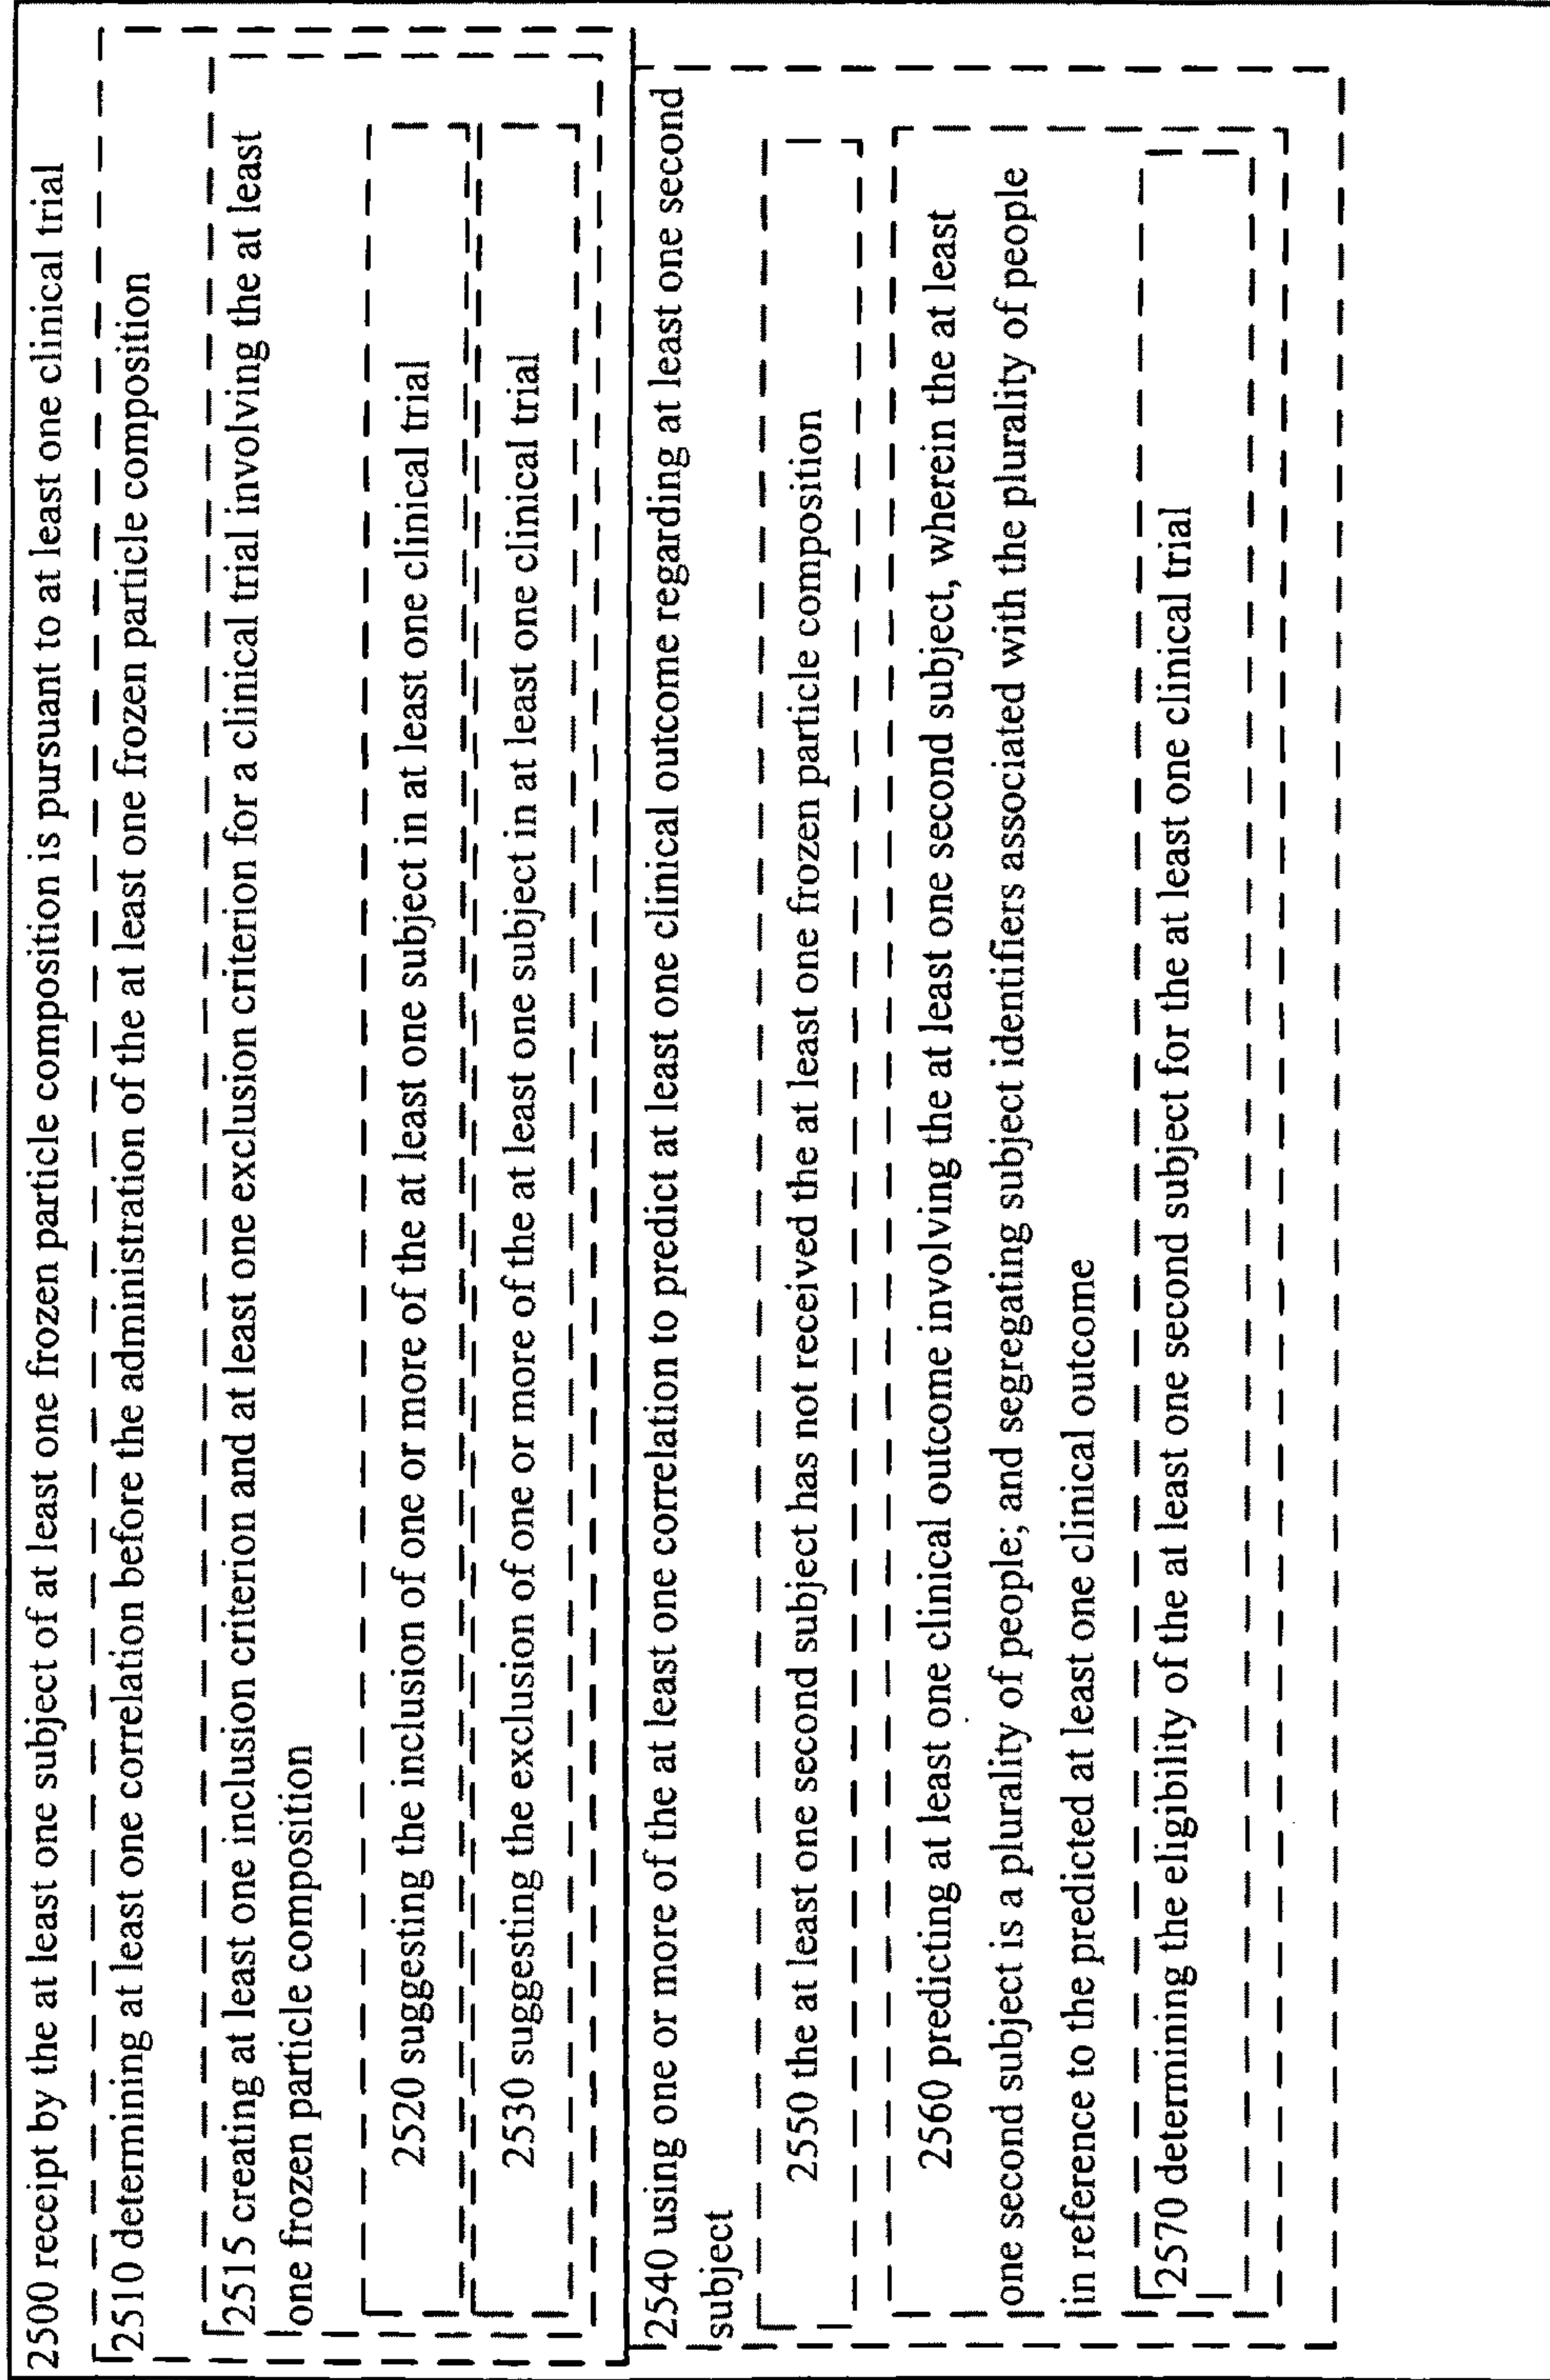 2500 receipt by the at least one subject of at least one frozen particle composition is pursuant to at least one clinical trial
2510 determining at least one correlation before the administration of the at least one frozen particle composition
2515 creating at least one inclusion criterion and at least one exclusion criterion for a clinical trial involving the at least
one frozen particle composition
2520 suggesting the inclusion of one or more of the at least one subject in at least one clinical trial
2530 suggesting the exclusion of one or more of the at least one subject in at least one clinical trial
2540 using one or more of the at least one correlation to predict at least one clinical outcome regarding at least one second
subject
2550 the at least one second subject has not received the at least one frozen particle composition
2560 predicting at least one clinical outcome involving the at least one second subject, wherein the at least
one second subject is a plurality of people; and segregating subject identifiers associated with the plurality of people
in reference to the predicted at least one clinical outcome
2570 determining the eligibility of the at least one second subject for the at least one clinical trial